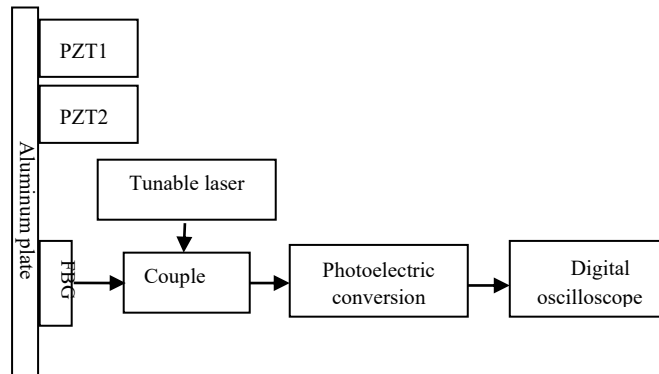 PZT1
PZT2
Aluminum plate
Tunable laser
FBG
Couple
Photoelectric
conversion
Digital
oscilloscope